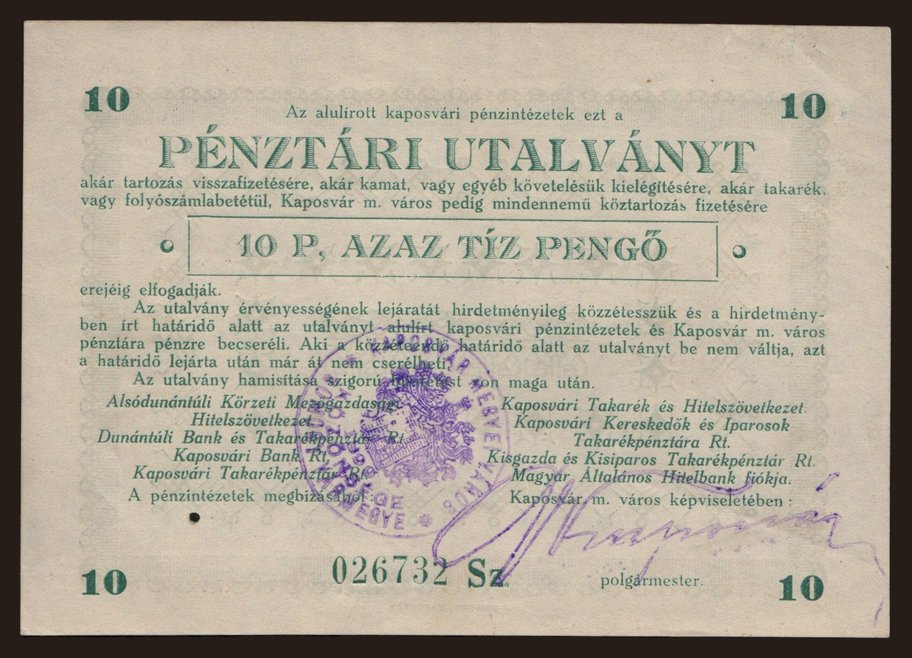 10
10
Az alulírott kaposvári pénzintézetek ezt a
PÉNZTÁRI UTALVÁNYT
akár tartozás visszafizetésére, akár kamat, vagy egyéb követelésük kielégítésére, akár takarék,
vagy folyószámlabetétül, Kaposvár m. város pedig mindennemű köztartozás fizetésére
10 P, AZAZ TÍZ PENGŐ
erejéig elfogadják.
Az utalvány érvényességének lejáratát hirdetményileg közzétesszük és a hirdetmény-
ben írt határidő alatt az utalványt alulírt kaposvári pénzintézetek és Kaposvár m. város
pénztára pénzre becseréli. Aki a közzéteendő határidő alatt az utalványt be nem váltja, azt
a határidő lejárta után már át nem cserélheti.
Az utalvány hamisítása szigorú büntetést von maga után.
Alsódunántúli Körzeti Mezőgazdasági
Hitelszövetkezet
Dunántúli Bank és Takarékpénztár Rt.
Kaposvári Bank Rt.
Kaposvári Takarékpénztár Rt.
A pénzintézetek megbízásából:
Kaposvári Takarék és Hitelszövetkezet.
Kaposvári Kereskedők és Iparosok
Takarékpénztára Rt.
Kisgazda és Kisiparos Takarékpénztár Rt.
Magyar Általános Hitelbank fiókja.
Kaposvár m. város képviseletében:
KAPOSVÁR MEGYEI VÁROS
026732 Sz.
polgármester.
10
10